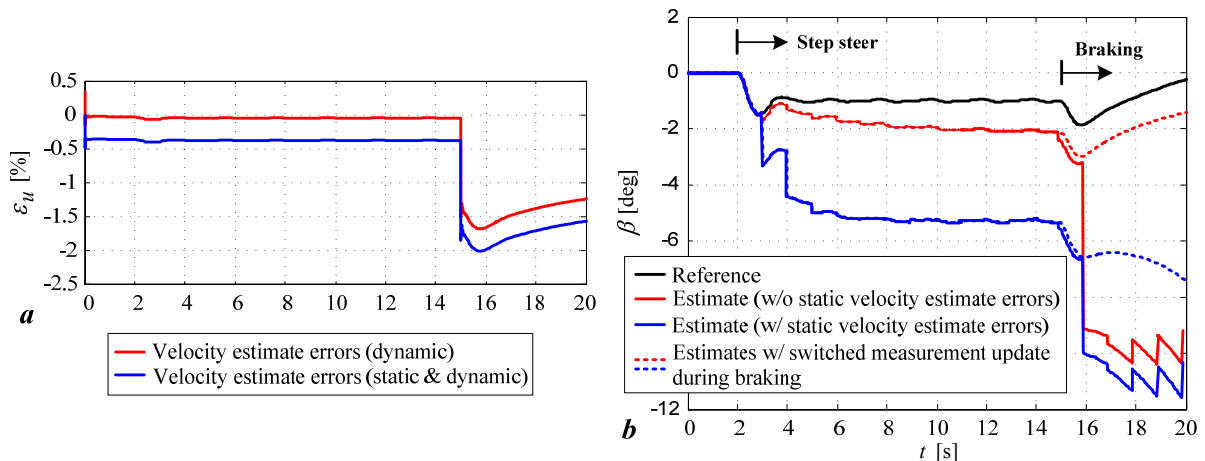 0.5
0
-0.5
-1
-1.5
-2
-2.5
εu [%]
0 2 4 6 8 10 12 14 16 18 20
a
Velocity estimate errors (dynamic)
Velocity estimate errors (static & dynamic)
Step steer
Braking
0
-2
-4
-6
-12
β [deg]
Reference
Estimate (w/o static velocity estimate errors)
Estimate (w/ static velocity estimate errors)
Estimates w/ switched measurement update
during braking
0 2 4 6 8 10 12 14 16 18 20
b
t [s]